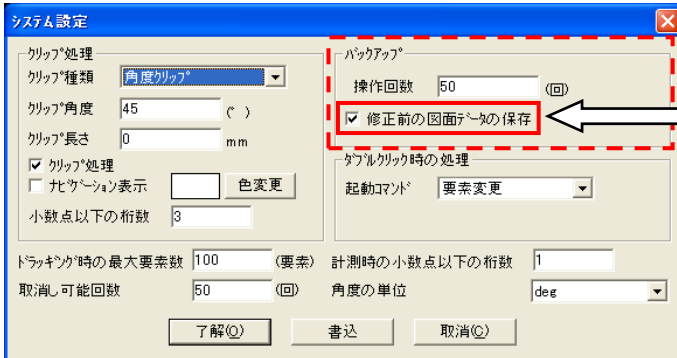 システム設定
クリップ処理
クリップ種類 角度クリップ
クリップ角度 45 (° )
クリップ長さ 0 mm
クリップ処理
ナビゲーション表示 色変更
小数点以下の桁数 3
バックアップ
操作回数 50 (回)
修正前の図面データの保存
ダブルクリック時の処理
起動コマンド 要素変更
ドラッキング時の最大要素数 100 (要素) 計測時の小数点以下の桁数 1
取消し可能回数 50 (回) 角度の単位 deg
了解(O) 書込 取消(C)